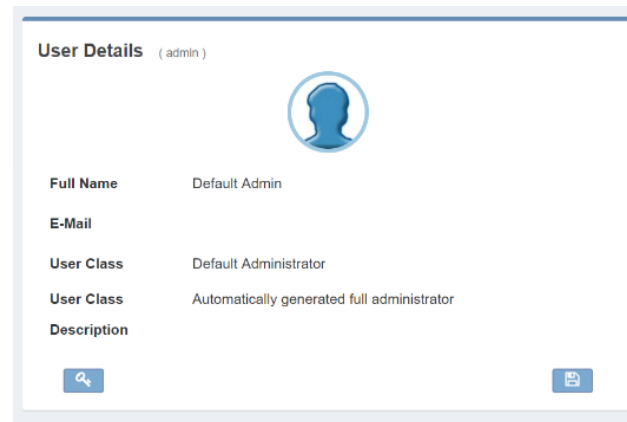 User Details ( admin )
Full Name Default Admin
E-Mail
User Class Default Administrator
User Class Automatically generated full administrator
Description